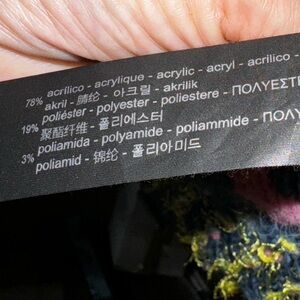 78% acrílico - acrylique - acrylic - acryl - acrilico -
akril - 腈纶 - 아크릴 - akrilik
19% poliéster - polyester - poliestere - ΠΟΛΥΕΣΤ
聚酯纤维 - 폴리에스터
3% poliamida - polyamide - poliammide - ΠΟΛΥ
poliamid - 锦纶 - 폴리아미드